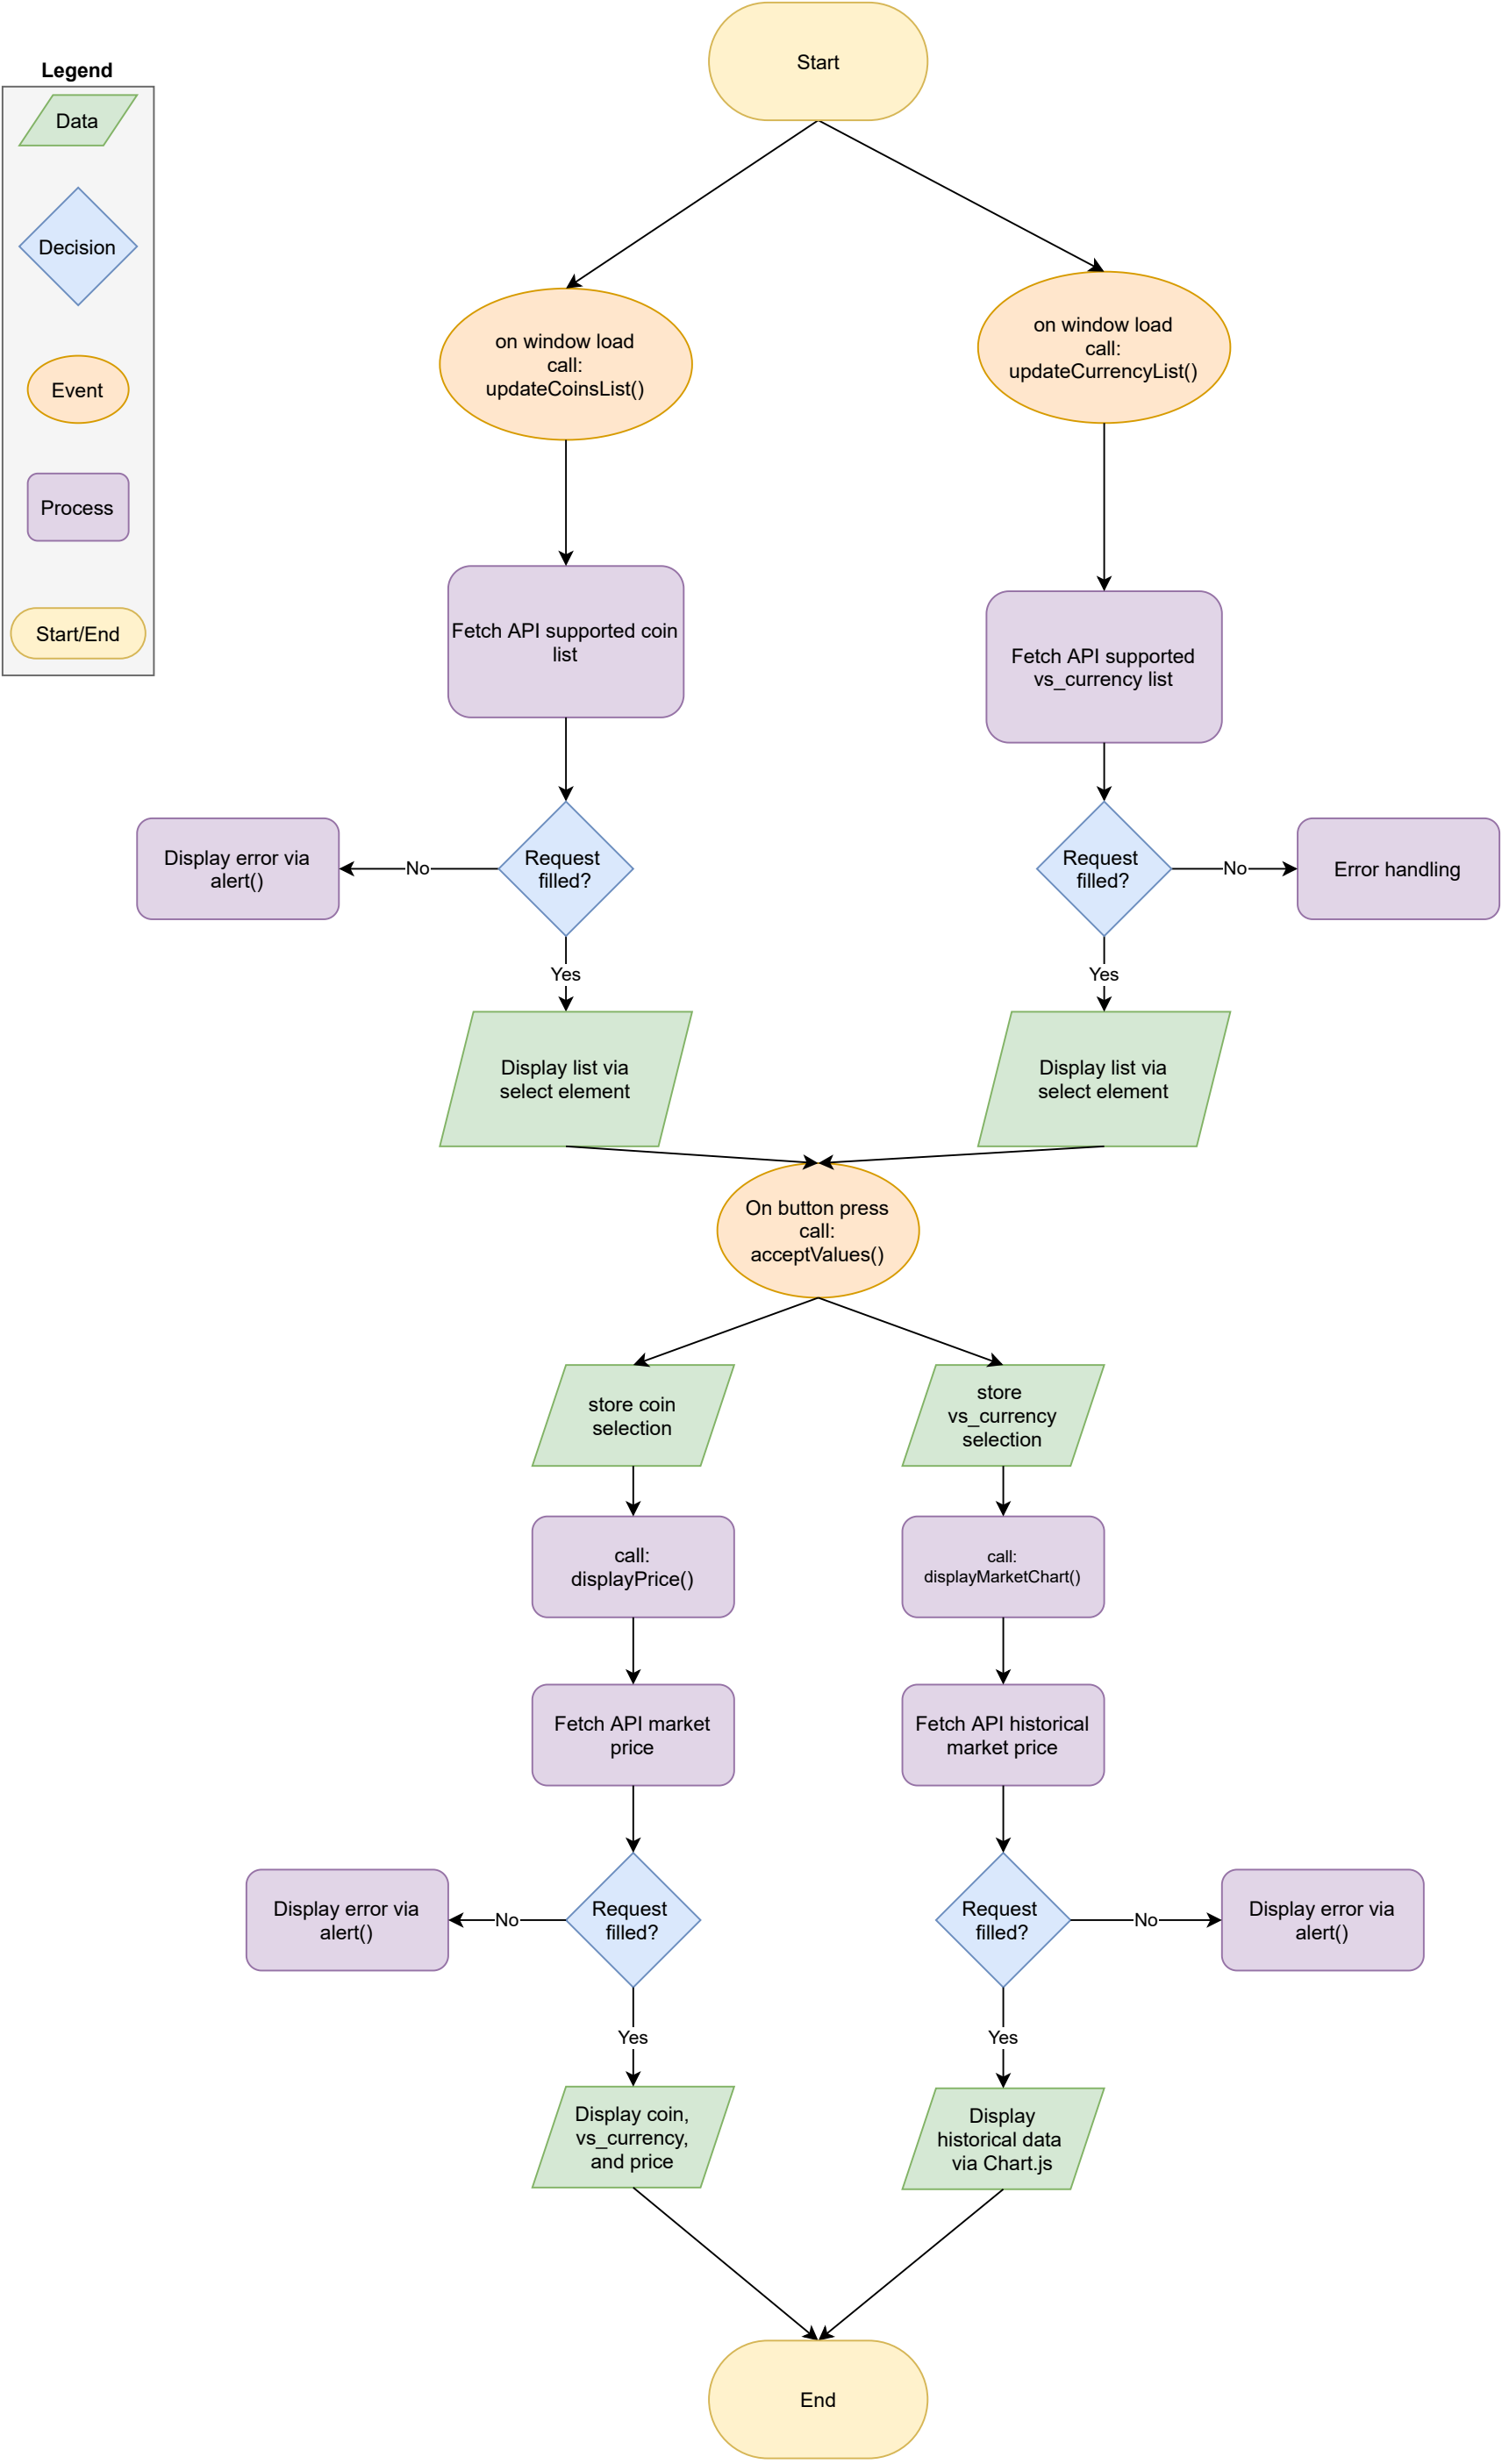 Start
Legend
Data
Decision
Event
Process
Start/End
on window load
call:
updateCoinsList()
on window load
call:
updateCurrencyList()
Fetch API supported coin
list
Fetch API supported
vs_currency list
Display error via
alert()
No
Request
filled?
Request
filled?
No
Error handling
Yes
Yes
Display list via
select element
Display list via
select element
On button press
call:
acceptValues()
store coin
selection
store
vs_currency
selection
call:
displayPrice()
call:
displayMarketChart()
Fetch API market
price
Fetch API historical
market price
Display error via
alert()
No
Request
filled?
Request
filled?
No
Display error via
alert()
Yes
Yes
Display coin,
vs_currency,
and price
Display
historical data
via Chart.js
End